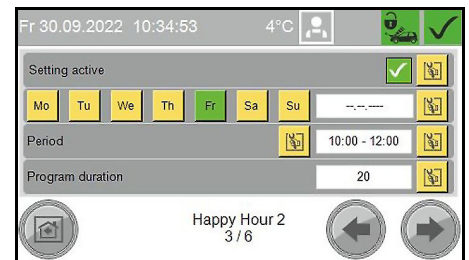 Fr 30.09.2022 10:34:53 4°C
Setting active
Mo Tu We Th Fr Sa Su --.--.----
Period 10:00 - 12:00
Program duration 20
Happy Hour 2
3 / 6